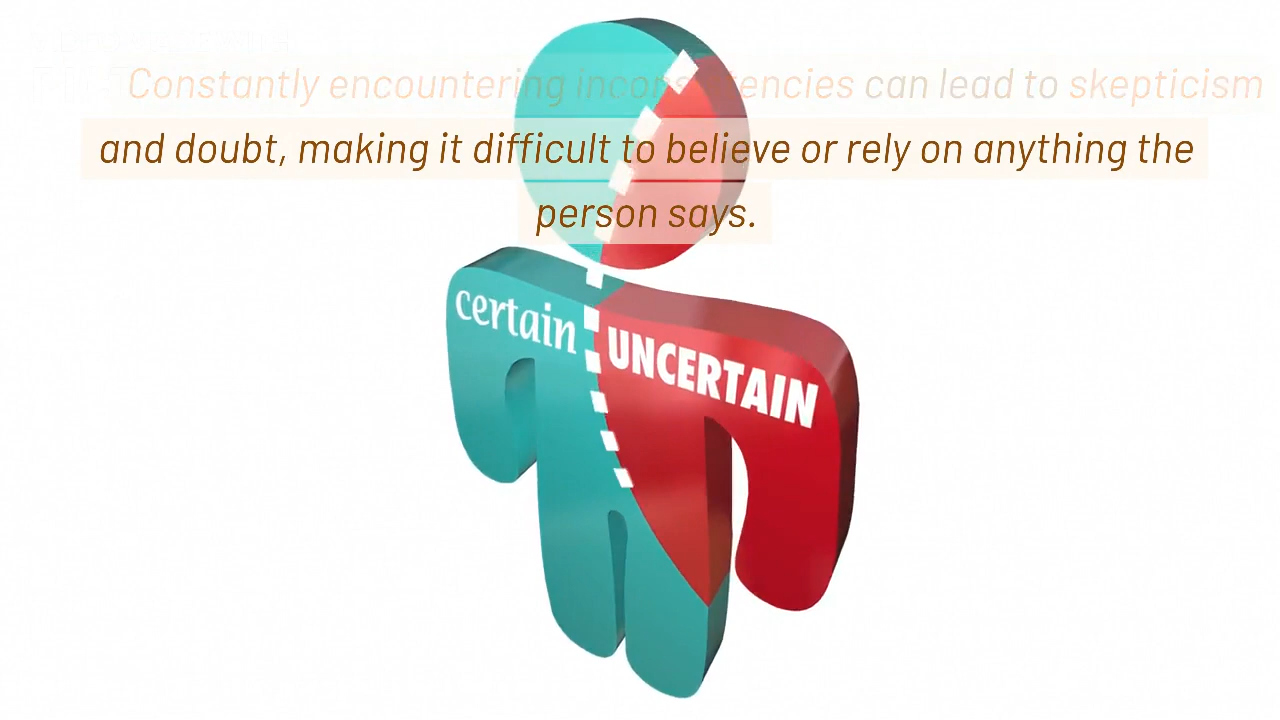 Constantly encountering inconsistencies can lead to skepticism
and doubt, making it difficult to believe or rely on anything the
person says.
certain
UNCERTAIN